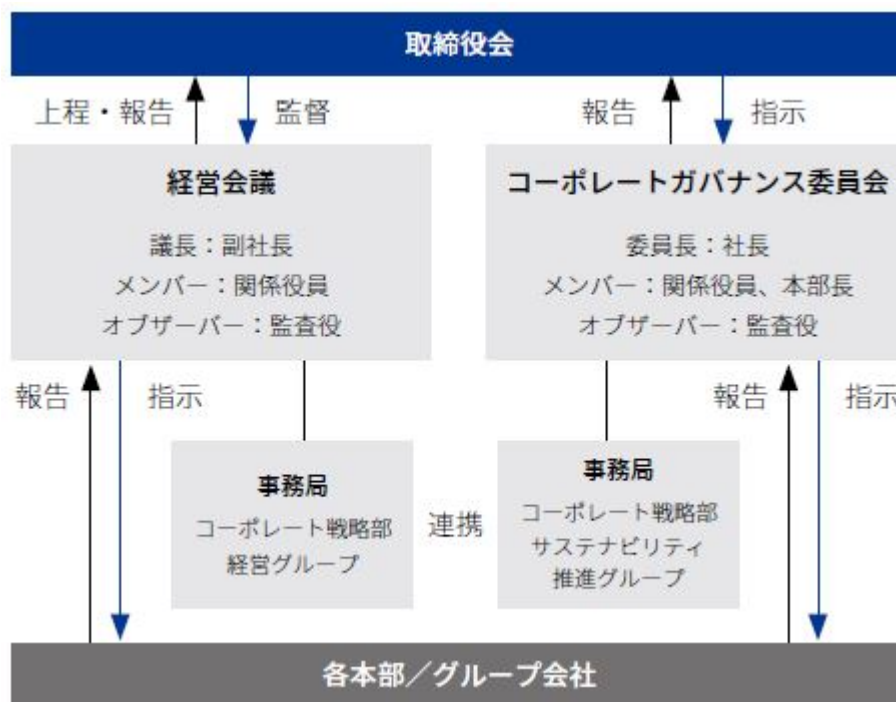 取締役会
上程・報告
監督
報告
指示
経営会議
議長：副社長
メンバー：関係役員
オブザーバー：監査役
コーポレートガバナンス委員会
委員長：社長
メンバー：関係役員、本部長
オブザーバー：監査役
報告
指示
報告
指示
事務局
コーポレート戦略部
経営グループ
連携
事務局
コーポレート戦略部
サステナビリティ
推進グループ
各本部／グループ会社